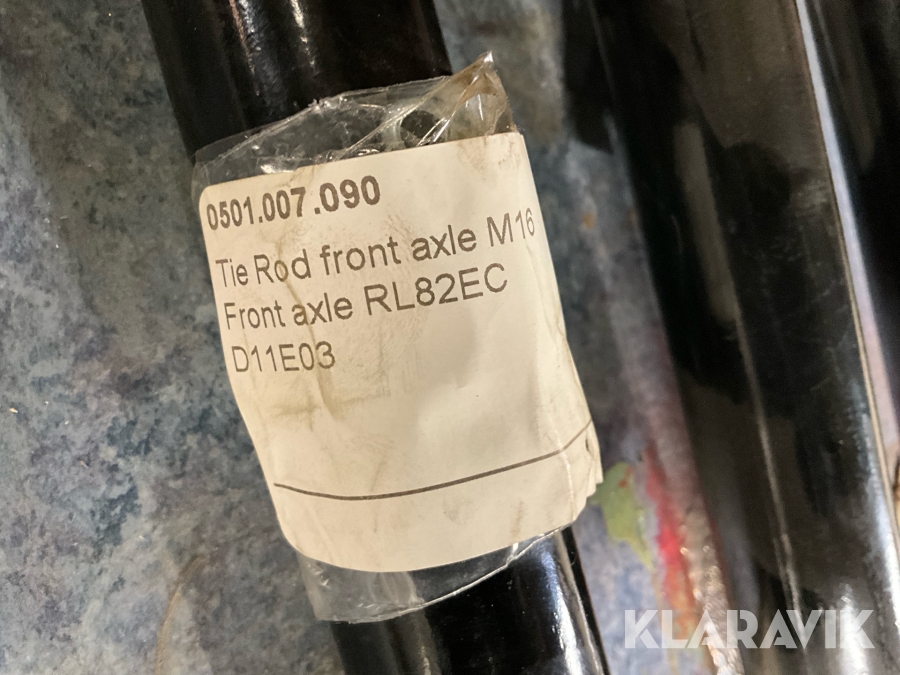 0501.007.090
Tie Rod front axle M16
Front axle RL82EC
D11E03
KLARAVIK